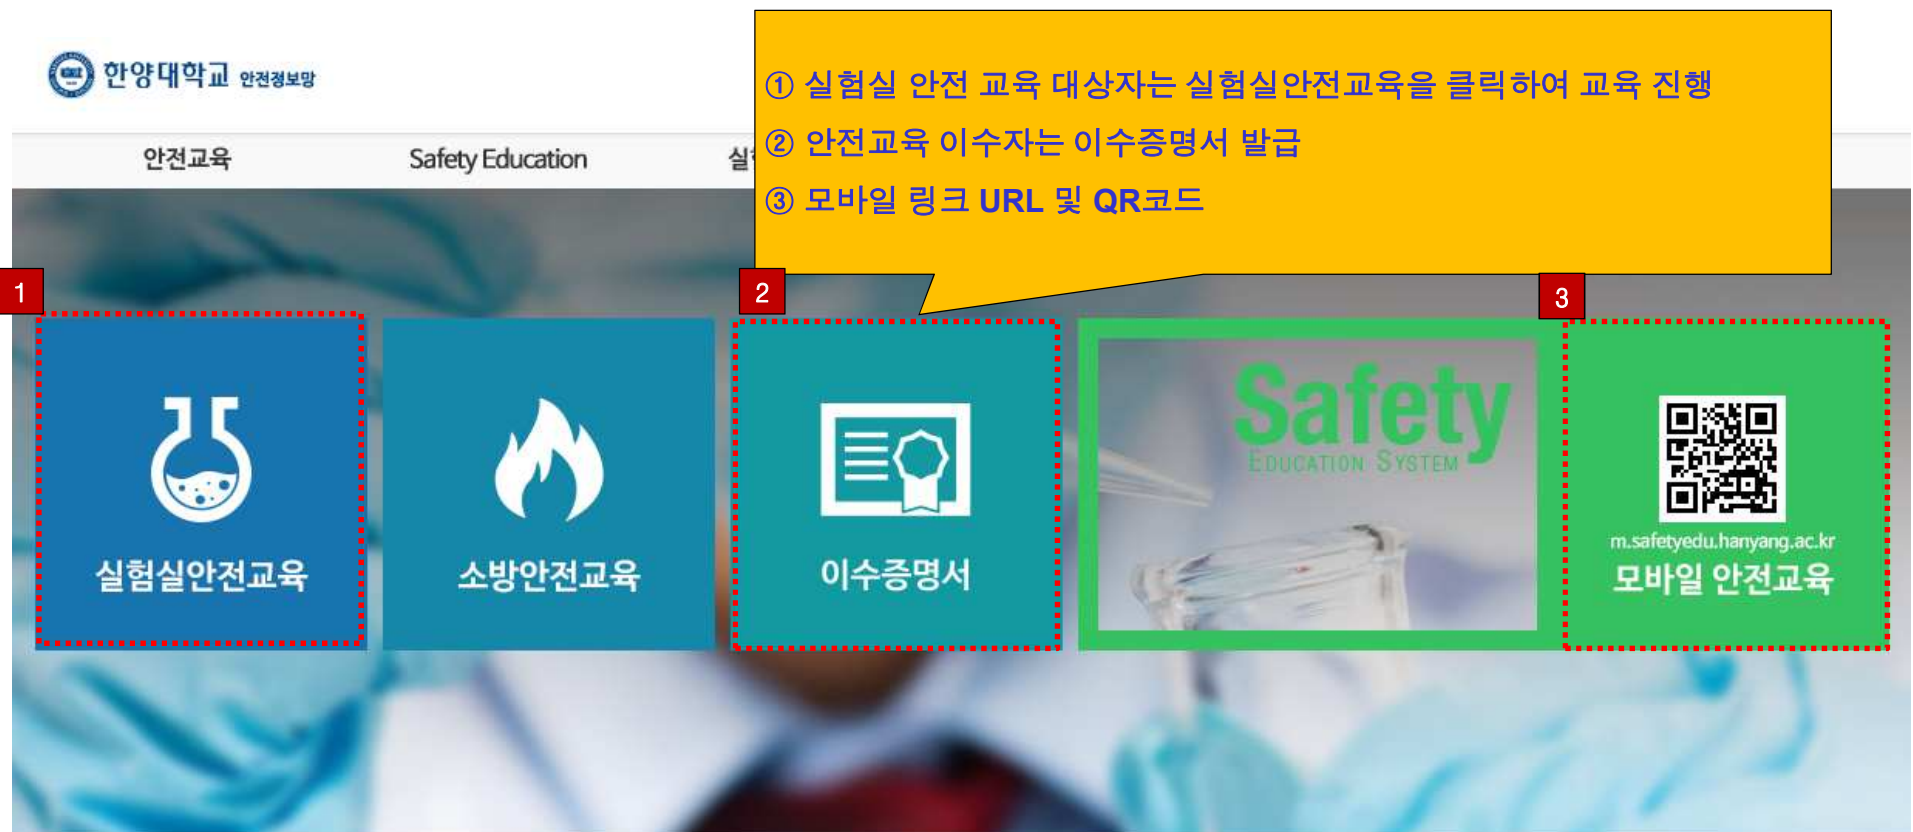 한양대학교 안전정보망
① 실험실 안전 교육 대상자는 실험실안전교육을 클릭하여 교육 진행
② 안전교육 이수자는 이수증명서 발급
③ 모바일 링크 URL 및 QR코드
안전교육
Safety Education
1
2
3
실험실안전교육
소방안전교육
이수증명서
Safety
EDUCATION SYSTEM
m.safetyedu.hanyang.ac.kr
모바일 안전교육